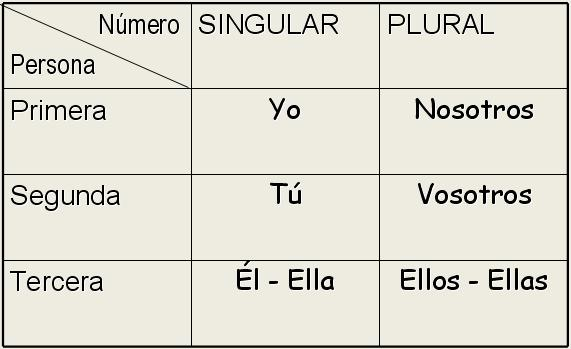 Número SINGULAR PLURAL
Persona
Primera Yo Nosotros
Segunda Tú Vosotros
Tercera Él - Ella Ellos - Ellas